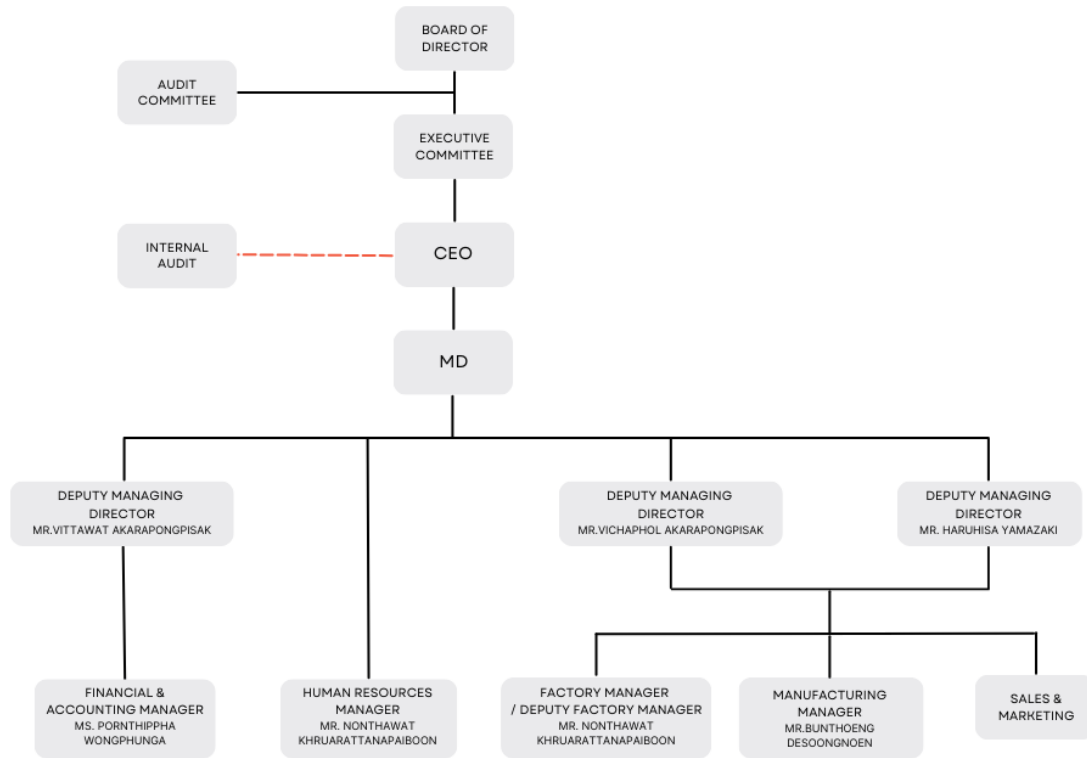 BOARD OF
DIRECTOR
AUDIT
COMMITTEE
EXECUTIVE
COMMITTEE
INTERNAL
AUDIT
CEO
MD
DEPUTY MANAGING
DIRECTOR
MR.VITTAWAT AKARAPONGPISAK
DEPUTY MANAGING
DIRECTOR
MR.VICHAPHOL AKARAPONGPISAK
DEPUTY MANAGING
DIRECTOR
MR. HARUHISA YAMAZAKI
FINANCIAL &
ACCOUNTING MANAGER
MS. PORNTHIPPHA
WONGPHUNGA
HUMAN RESOURCES
MANAGER
MR. NONTHAWAT
KHRUARATTANAPAIBOON
FACTORY MANAGER
/ DEPUTY FACTORY MANAGER
MR. NONTHAWAT
KHRUARATTANAPAIBOON
MANUFACTURING
MANAGER
MR.BUNTHOENG
DESOONGNOEN
SALES &
MARKETING